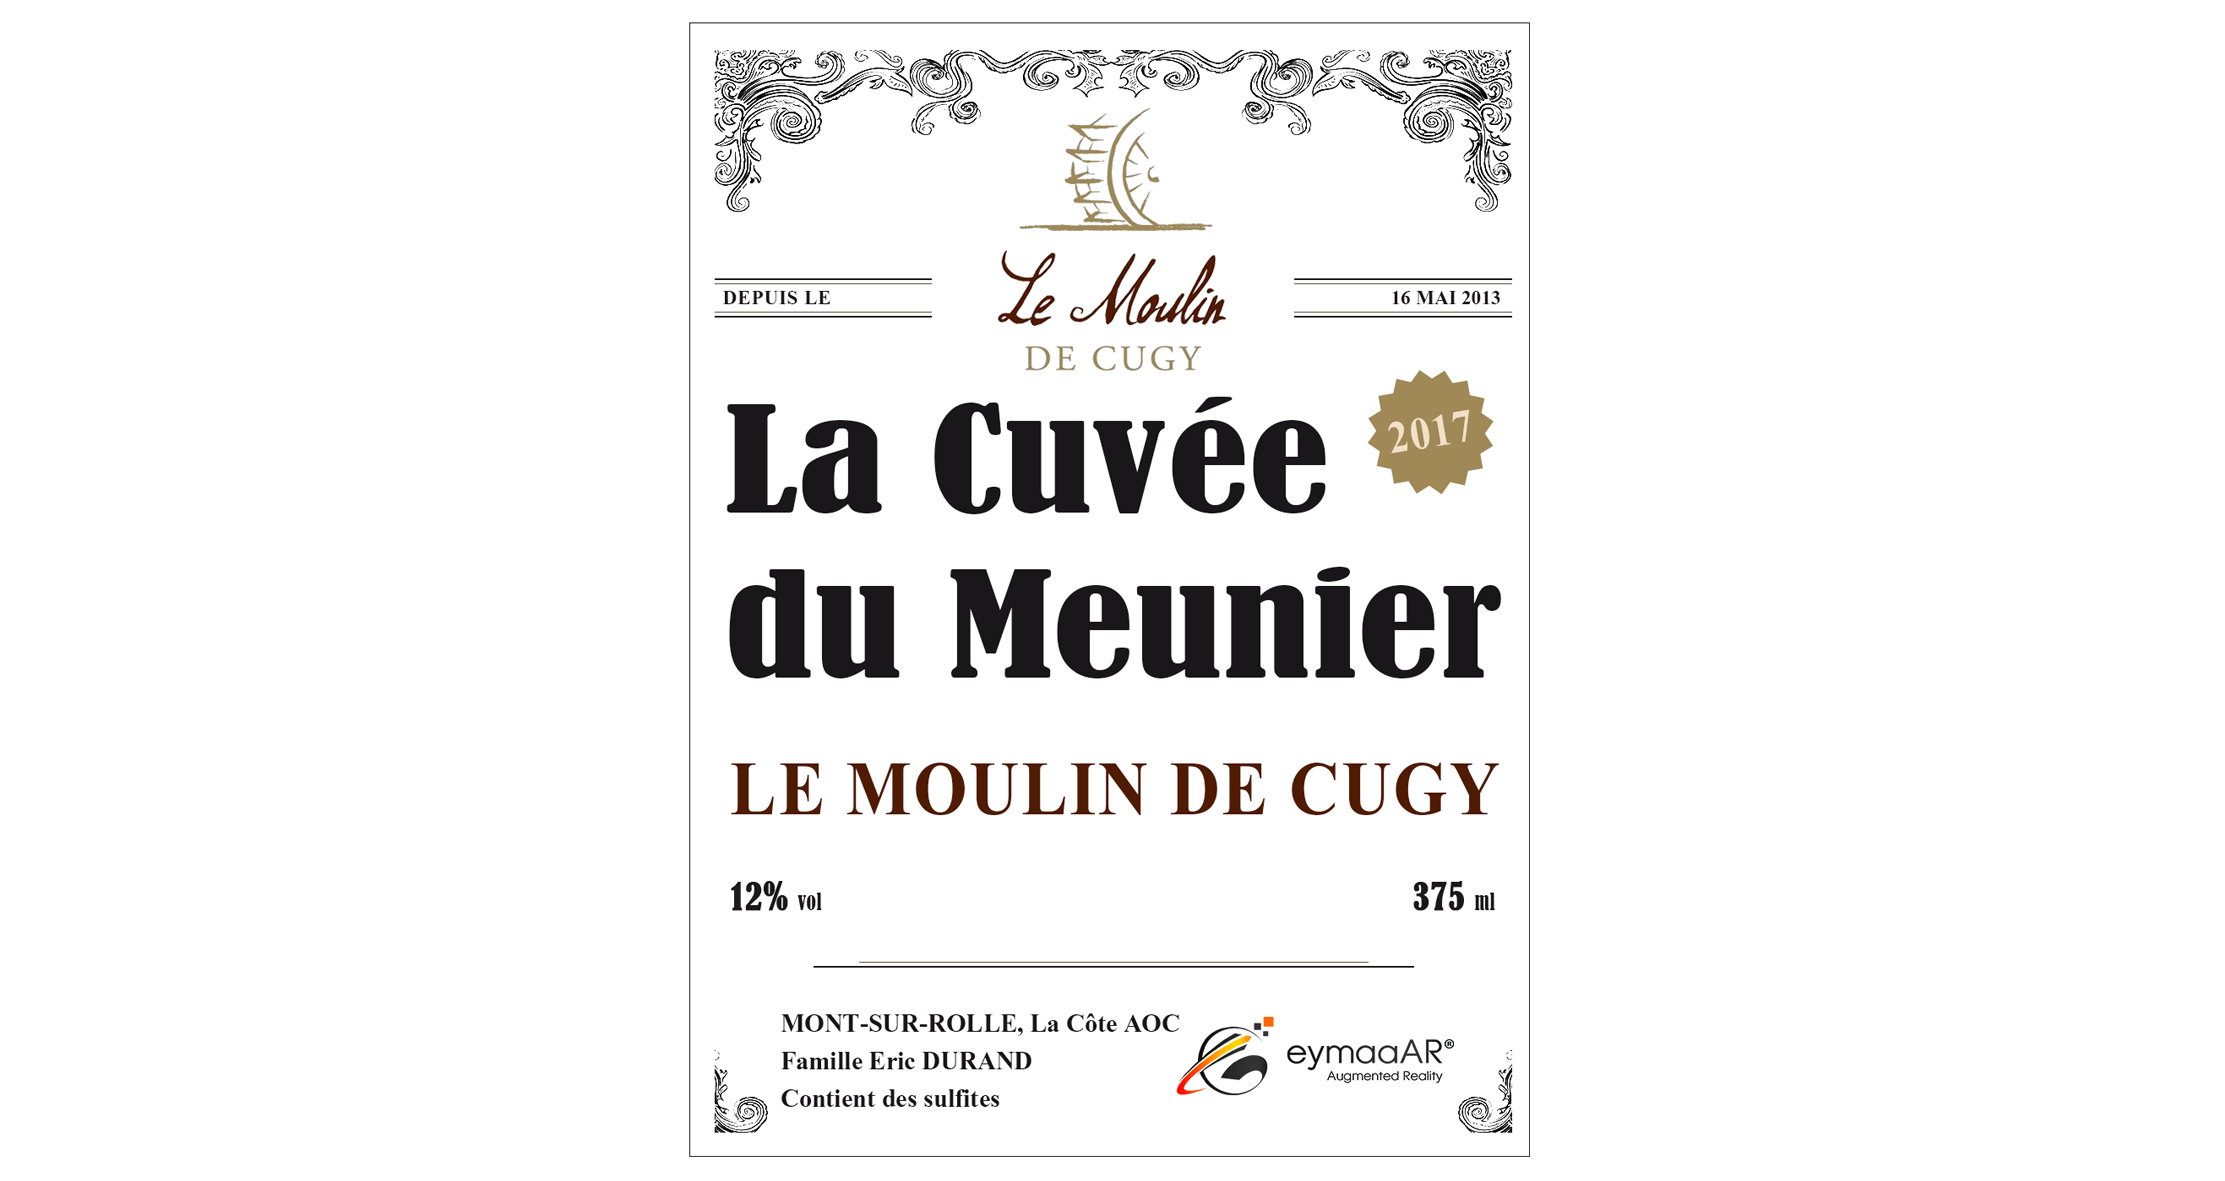 Le Moulin
DEPUIS LE
16 MAI 2013
DE CUGY
La Cuvée
2017
du Meunier
LE MOULIN DE CUGY
12% vol
375 ml
MONT-SUR-ROLLE, La Côte AOC
Famille Eric DURAND
Contient des sulfites
eymaaAR®
Augmented Reality